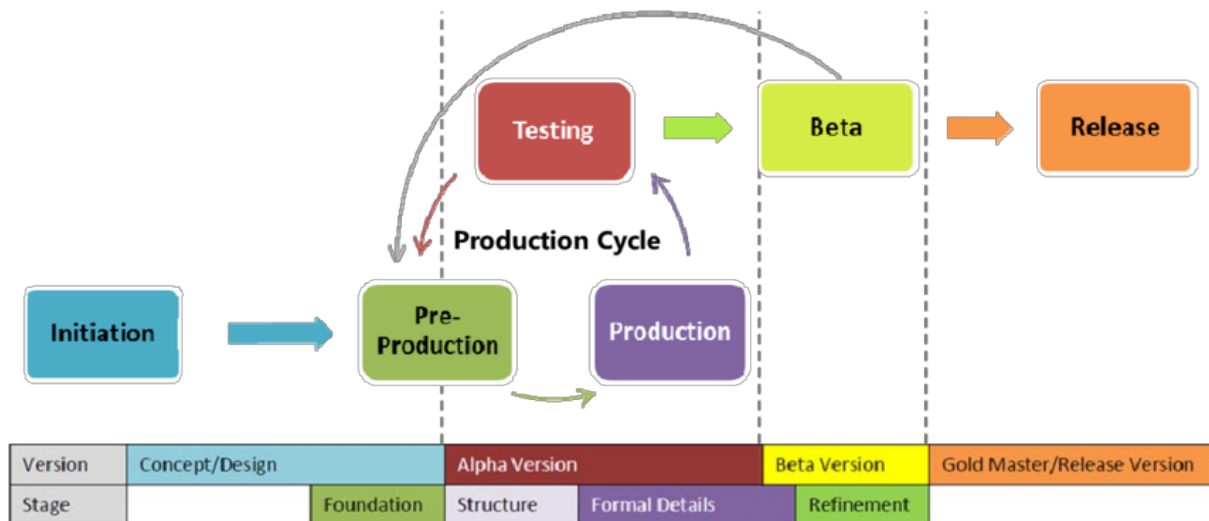 Testing
Beta
Release
Production Cycle
Initiation
Pre-
Production
Production
Version Concept/Design Alpha Version Beta Version Gold Master/Release Version
Stage Foundation Structure Formal Details Refinement